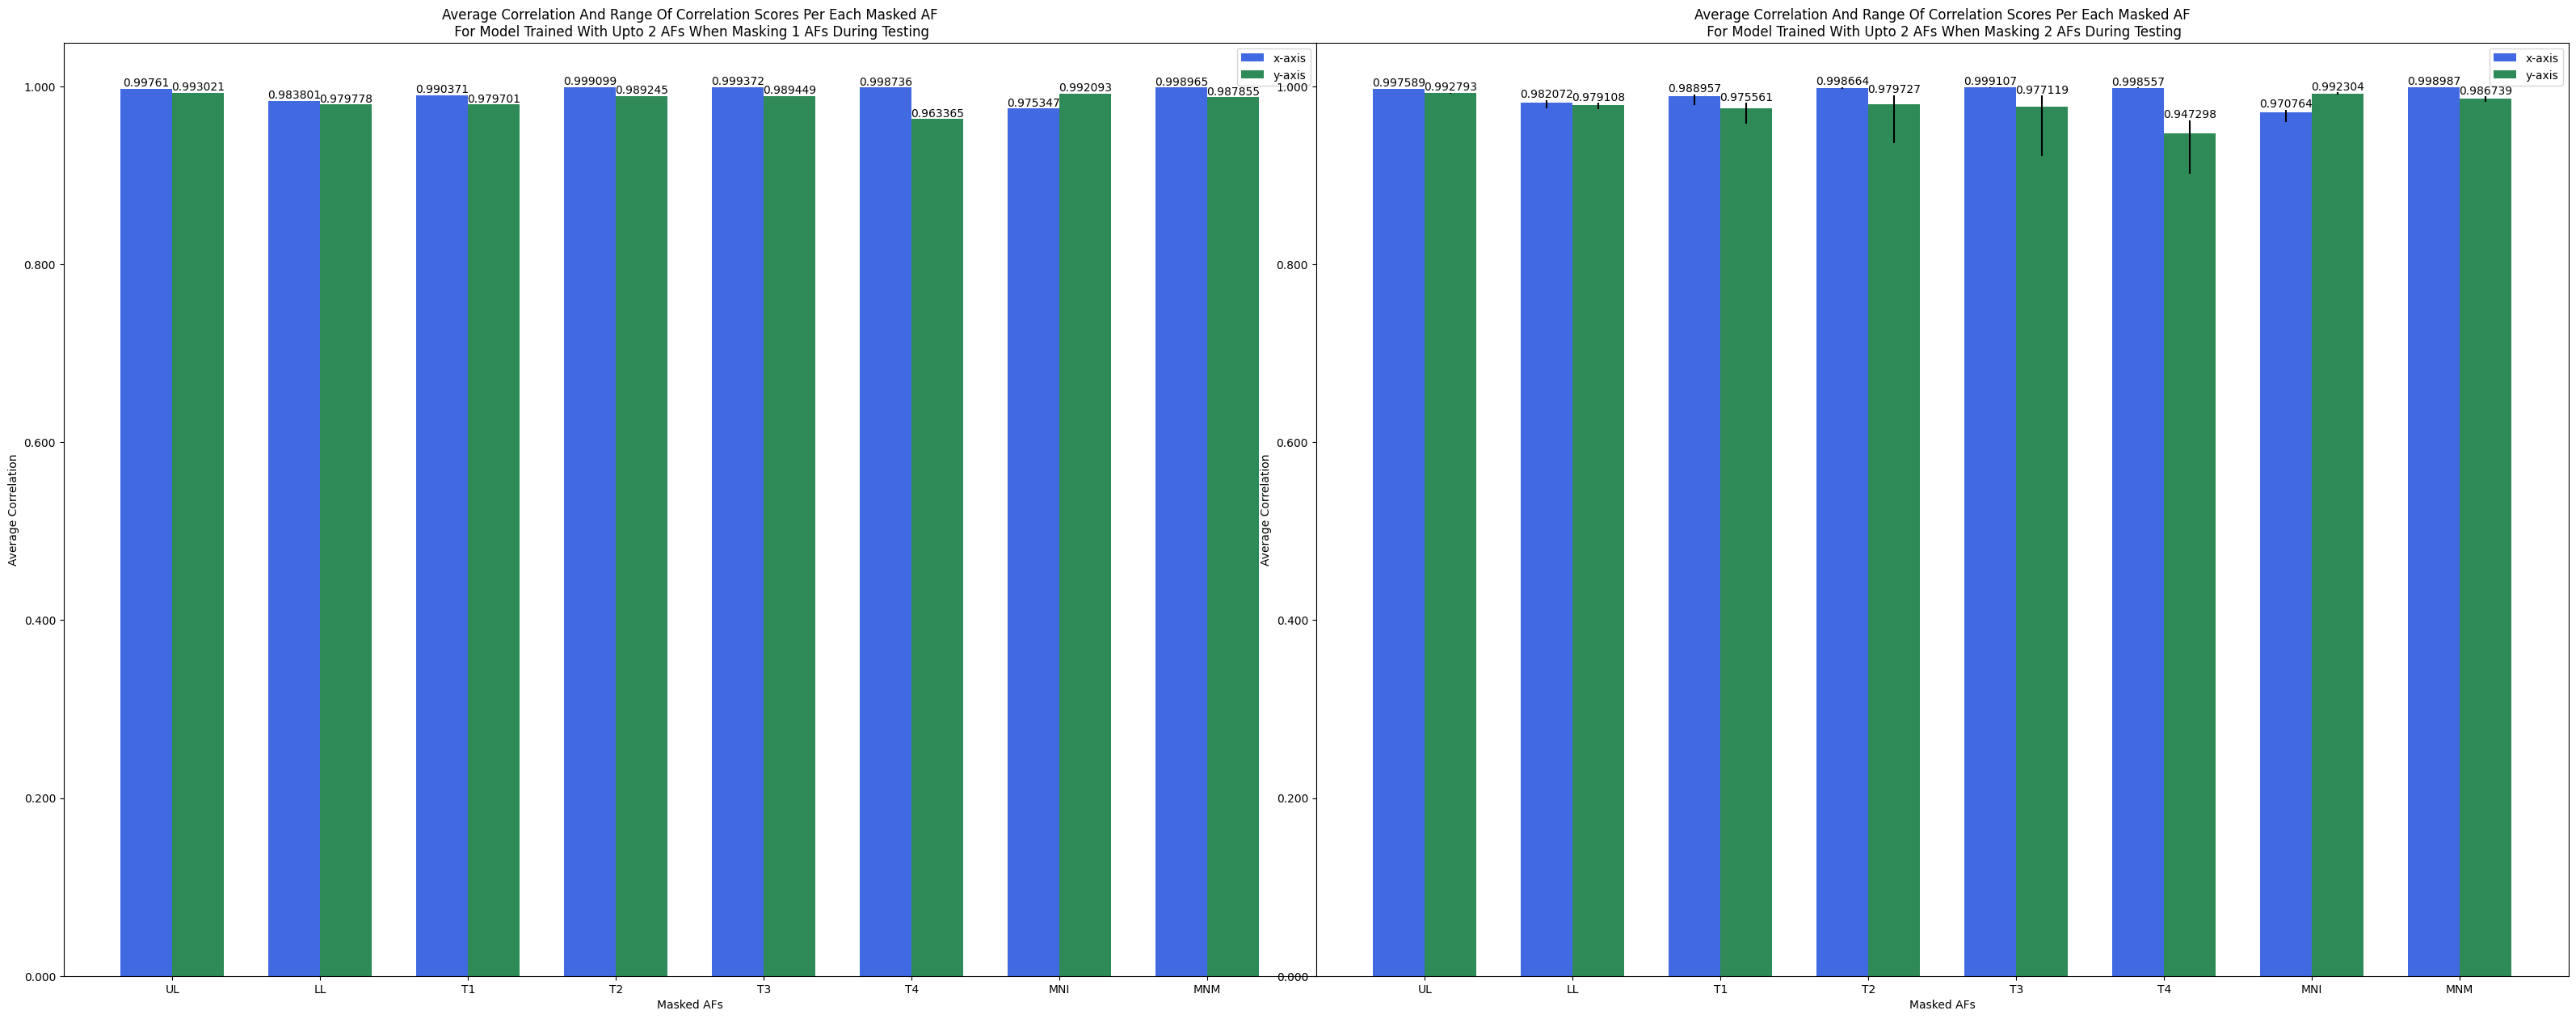 Average Correlation And Range Of Correlation Scores Per Each Masked AF
For Model Trained With Upto 2 AFs When Masking 1 AFs During Testing
x-axis
y-axis
0.99761 0.993021 0.983801 0.979778 0.990371 0.979701 0.999099 0.989245 0.999372 0.989449 0.998736 0.963365 0.975347 0.992093 0.998965 0.987855
1.000
0.800
0.600
0.400
0.200
0.000
Average Correlation
UL LL T1 T2 T3 T4 MNI MNM
Masked AFs
Average Correlation And Range Of Correlation Scores Per Each Masked AF
For Model Trained With Upto 2 AFs When Masking 2 AFs During Testing
x-axis
y-axis
0.997589 0.992793 0.982072 0.979108 0.988957 0.975561 0.998664 0.979727 0.999107 0.977119 0.998557 0.947298 0.970764 0.992304 0.998987 0.986739
1.000
0.800
0.600
0.400
0.200
0.000
Average Correlation
UL LL T1 T2 T3 T4 MNI MNM
Masked AFs